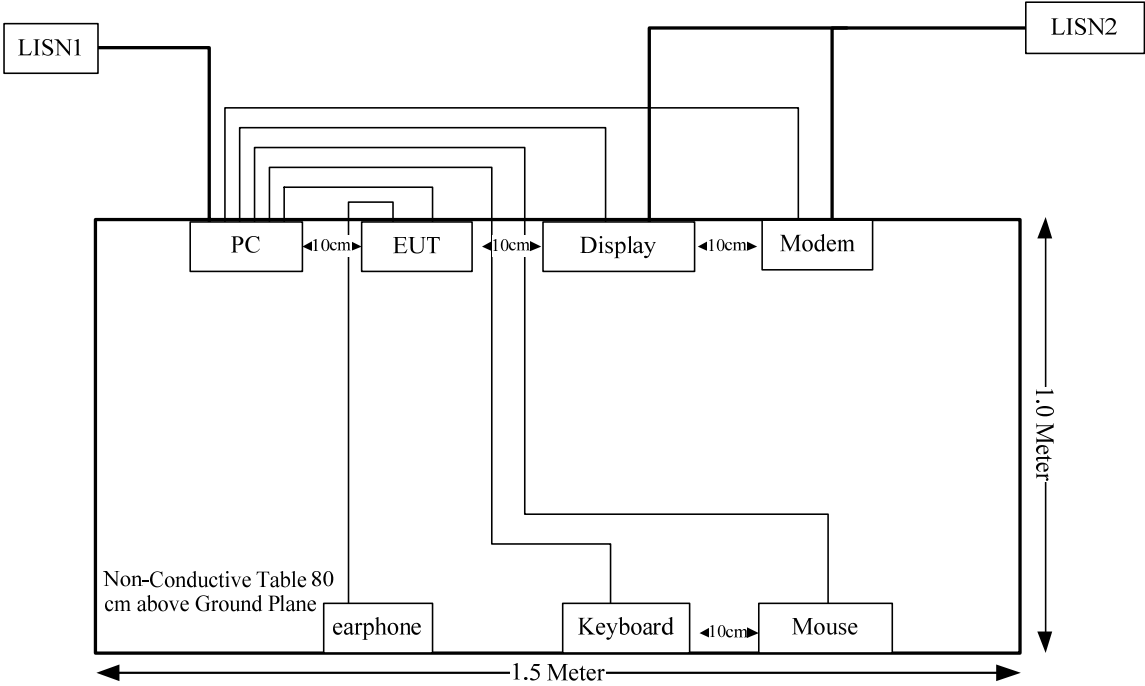 LISN1
LISN2
PC
10cm
EUT
10cm
Display
10cm
Modem
1.0 Meter
Non-Conductive Table 80
cm above Ground Plane
earphone
Keyboard
10cm
Mouse
1.5 Meter